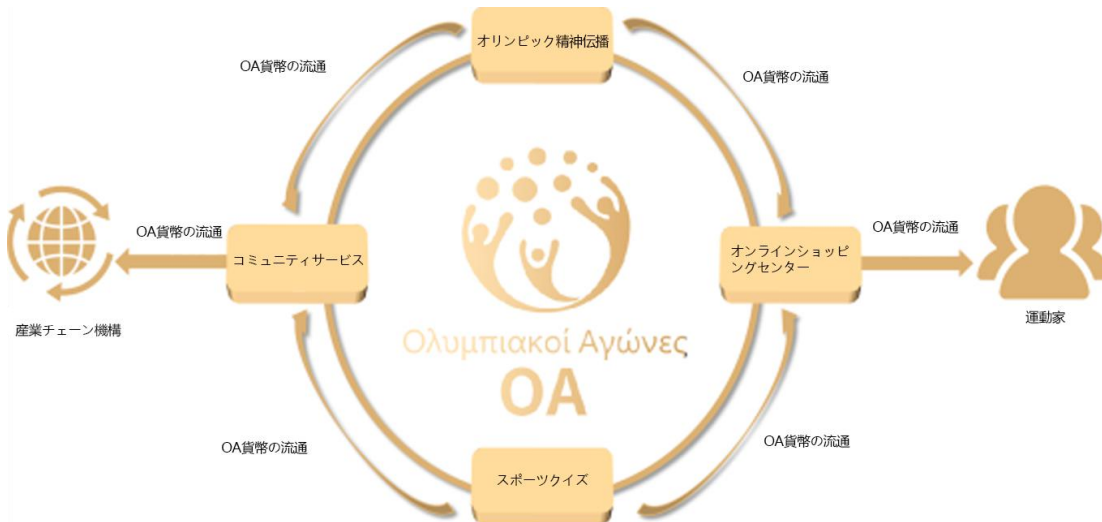 オリンピック精神伝播
OA貨幣の流通
OA貨幣の流通
OA貨幣の流通
コミュニティサービス
OA貨幣の流通
オンラインショッピ
ングセンター
産業チェーン機構
運動家
Ολυμπιακοί Αγώνες
OA
OA貨幣の流通
OA貨幣の流通
スポーツクイズ